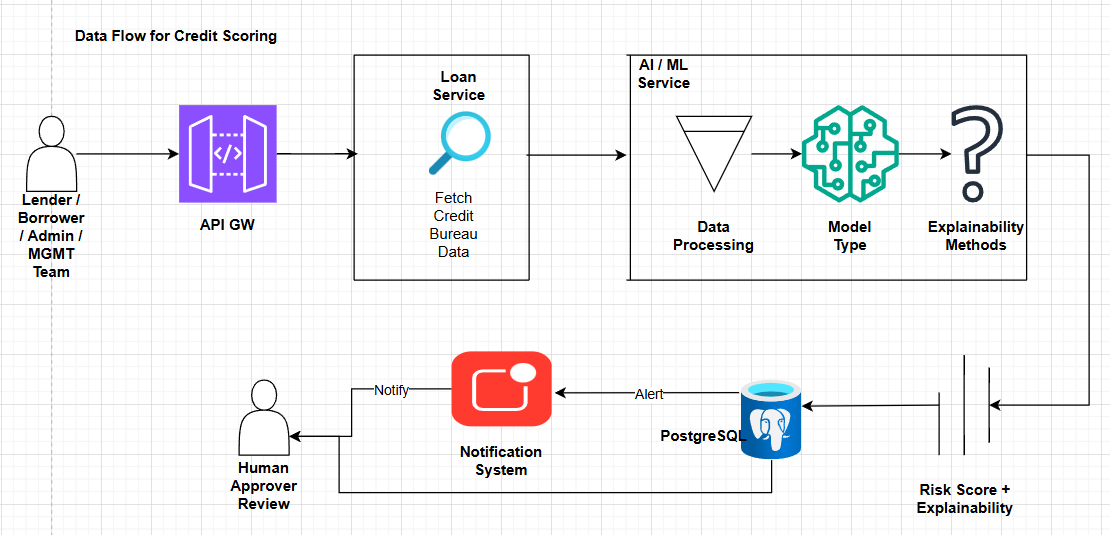 Data Flow for Credit Scoring
Lender /
Borrower
/ Admin /
MGMT
Team
API GW
Loan
Service
Fetch
Credit
Bureau
Data
AI / ML
Service
Data
Processing
Model
Type
Explainability
Methods
Risk Score +
Explainability
PostgreSQL
Alert
Notification
System
Notify
Human
Approver
Review